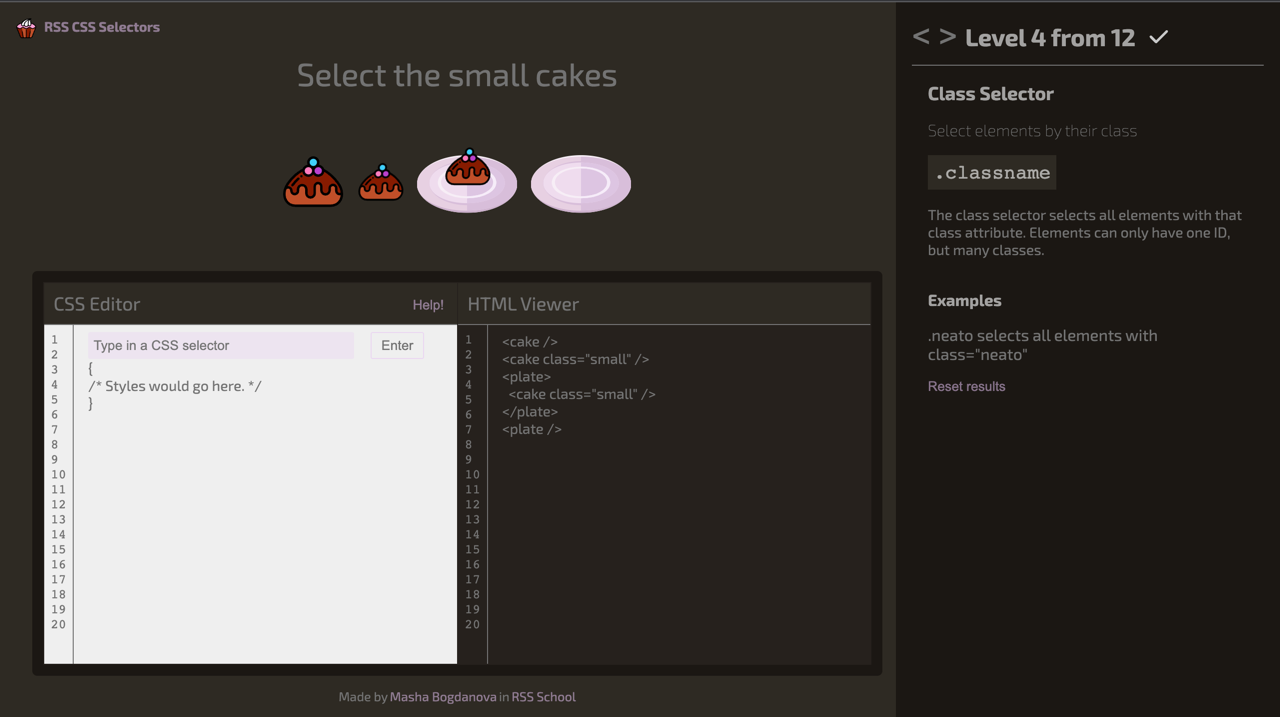 RSS CSS Selectors
Select the small cakes
CSS Editor
Help!
1
2
3
4
5
6
7
8
9
10
11
12
13
14
15
16
17
18
19
20
Type in a CSS selector
Enter
{
/* Styles would go here. */
}
HTML Viewer
1
2
3
4
5
6
7
8
9
10
11
12
13
14
15
16
17
18
19
20
<cake />
<cake class="small" />
<plate>
<cake class="small" />
</plate>
<plate />
Made by Masha Bogdanova in RSS School
< > Level 4 from 12 ✓
Class Selector
Select elements by their class
.classname
The class selector selects all elements with that
class attribute. Elements can only have one ID,
but many classes.
Examples
.neato selects all elements with
class="neato"
Reset results